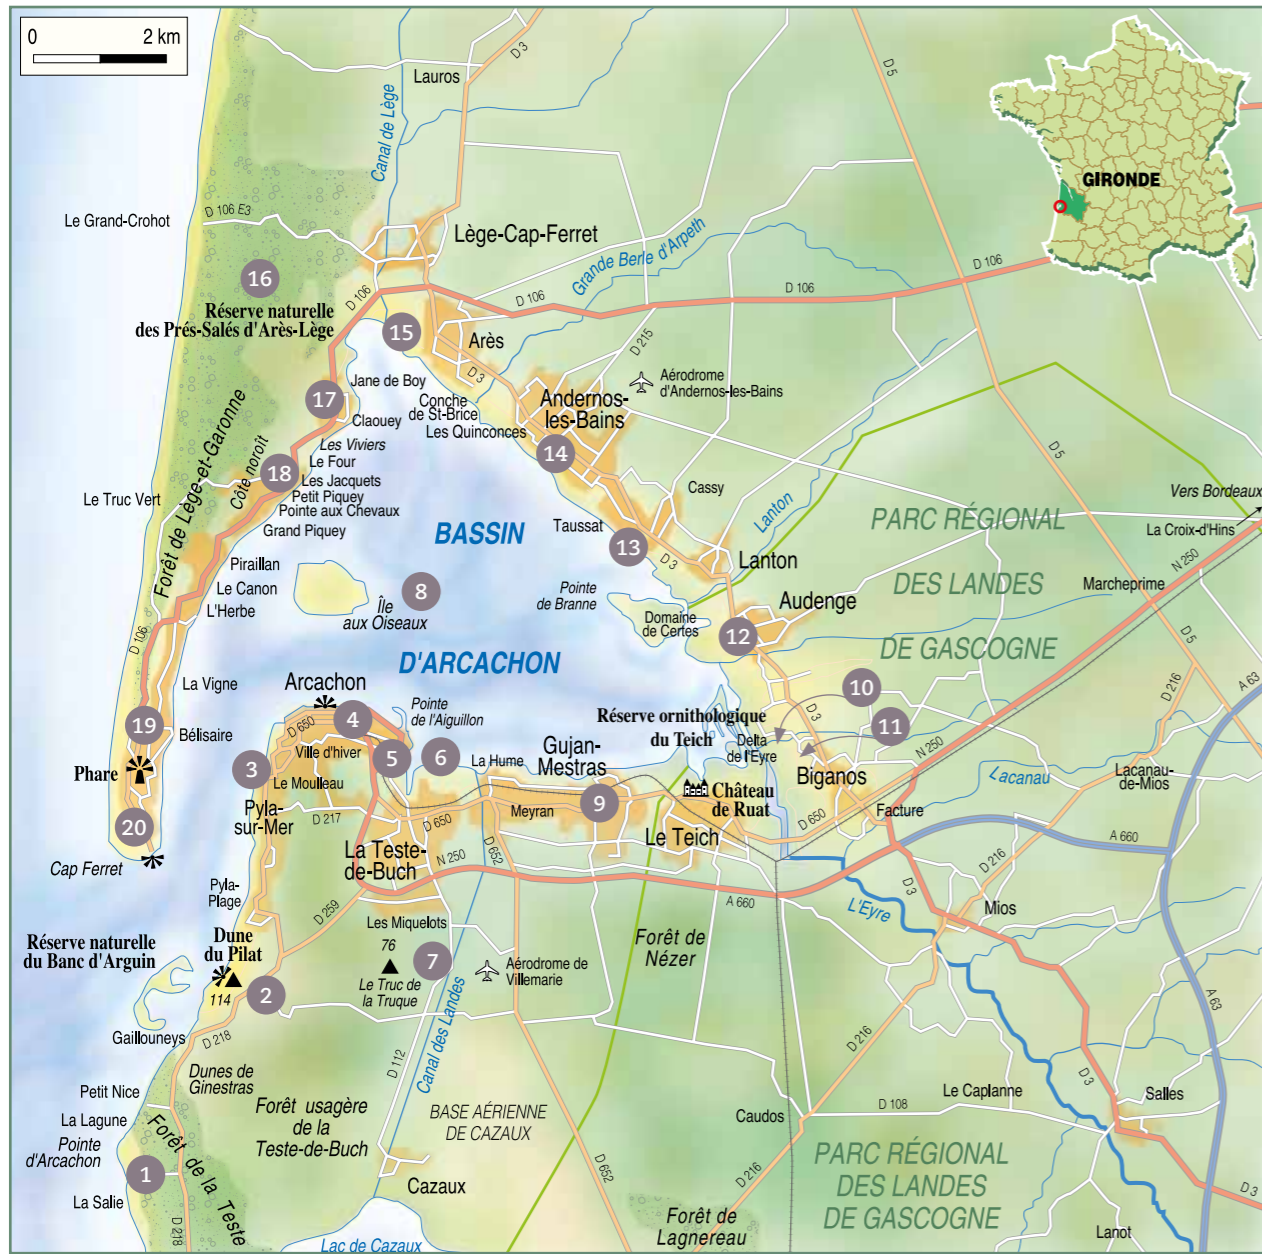 0 2 km
D 3
Lauros
Canal de Lège
D 5
GIRONDE
Le Grand-Crohot
D 106 E3
Lège-Cap-Ferret
Grande Berle d'Arpeth
16
Réserve naturelle
des Prés-Salés d'Arès-Lège
D 106
D 106
D 106
D 106
15
Arès
D 3
D 215
Aérodrome
d'Andernos-les-Bains
17
Jane de Boy
Claouey
Conche
de St-Brice
Les Quinconces
Andernos-
les-Bains
14
Les Viviers
Le Four
18
Les Jacquets
Petit Piquey
Pointe aux Chevaux
Grand Piquey
Côte noroît
Forêt de Lège-et-Garonne
Le Truc Vert
Cassy
Lanton
D 5
Vers Bordeaux
La Croix-d'Hins
N 250
BASSIN
D'ARCACHON
Taussat
13
D 3
Lanton
PARC RÉGIONAL
DES LANDES
DE GASCOGNE
Marcheprime
Piraillan
Le Canon
L'Herbe
8
Île
aux Oiseaux
Pointe
de Branne
Domaine
de Certes
Audenge
12
D 5
D 106
La Vigne
19
Bélisaire
Phare
20
Cap Ferret
Arcachon
D 650
4
Ville d'hiver
Pointe
de l'Aiguillon
5
6
3
Le Moulleau
Pyla-
sur-Mer
La Hume
Gujan-
Mestras
Réserve ornithologique
du Teich
Delta
de l'Eyre
10
11
D 3
Biganos
N 250
D 216
A 63
Lacanau
Lacanau-
de-Mios
Meyran
9
Château
de Ruat
Le Teich
D 650
Facture
A 660
D 217
D 650
La Teste-
de-Buch
N 250
D 652
A 660
D 259
Pyla-
Plage
L'Eyre
D 3
D 216
Mios
Les Miquelots
Réserve naturelle
du Banc d'Arguin
Dune
du Pilat
114
2
76
Le Truc de
la Truque
7
Aérodrome de
Villemarie
Forêt de
Nézer
A 63
Gaillouneys
D 218
Dunes de
Ginestras
D 112
Canal des Landes
D 216
D 3
Petit Nice
La Lagune
Pointe
d'Arcachon
1
La Salie
Forêt de la Teste
D 218
Forêt usagère
de la
Teste-de-Buch
BASE AÉRIENNE
DE CAZAUX
Caudos
D 108
Le Caplanne
Salles
Cazaux
D 652
D 216
PARC RÉGIONAL
DES LANDES
DE GASCOGNE
D 3
Lac de Cazaux
Forêt de
Lagnereau
Lanot